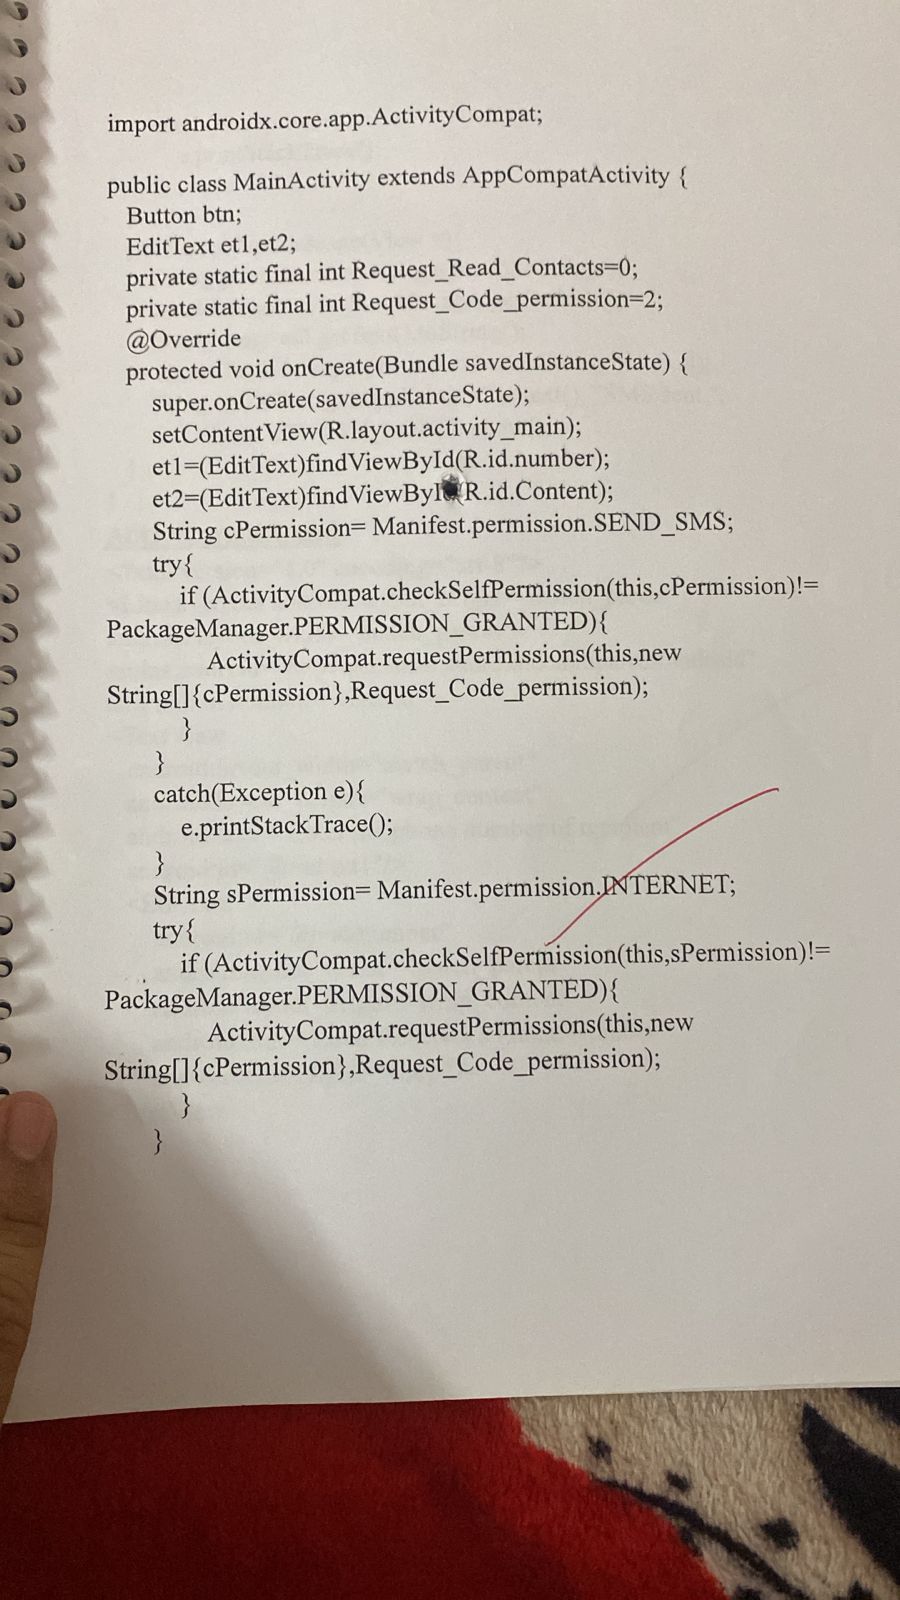 import androidx.core.app.ActivityCompat;
public class MainActivity extends AppCompatActivity {
Button btn;
EditText et1,et2;
private static final int Request_Read_Contacts=0;
private static final int Request_Code_permission=2;
@Override
protected void onCreate(Bundle savedInstanceState) {
super.onCreate(savedInstanceState);
setContentView(R.layout.activity_main);
et1=(EditText)findViewById(R.id.number);
et2=(EditText)findViewById(R.id.Content);
String cPermission= Manifest.permission.SEND_SMS;
try{
if (ActivityCompat.checkSelfPermission(this,cPermission)!=
PackageManager.PERMISSION_GRANTED){
ActivityCompat.requestPermissions(this,new
String[]{cPermission},Request_Code_permission);
}
}
catch(Exception e){
e.printStackTrace();
}
String sPermission= Manifest.permission.INTERNET;
try{
if (ActivityCompat.checkSelfPermission(this,sPermission)!=
PackageManager.PERMISSION_GRANTED){
ActivityCompat.requestPermissions(this,new
String[]{cPermission},Request_Code_permission);
}
}